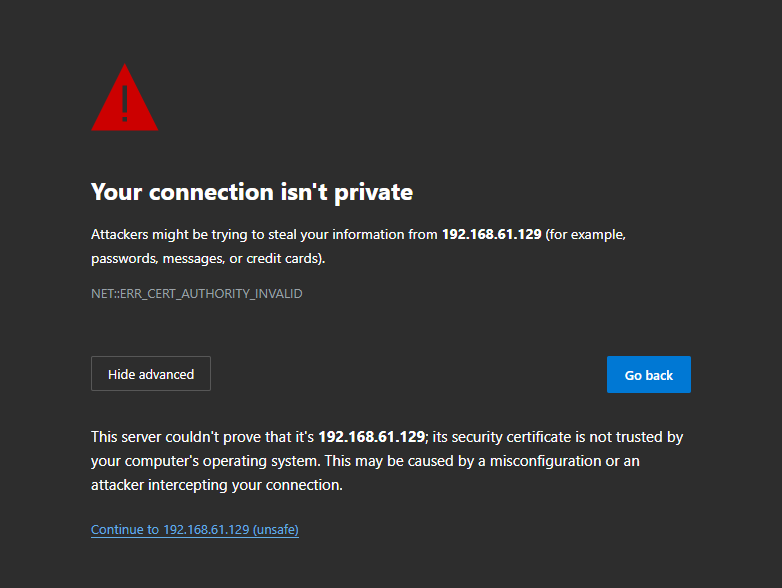 Your connection isn't private
Attackers might be trying to steal your information from 192.168.61.129 (for example,
passwords, messages, or credit cards).
NET::ERR_CERT_AUTHORITY_INVALID
Hide advanced
Go back
This server couldn't prove that it's 192.168.61.129; its security certificate is not trusted by
your computer's operating system. This may be caused by a misconfiguration or an
attacker intercepting your connection.
Continue to 192.168.61.129 (unsafe)